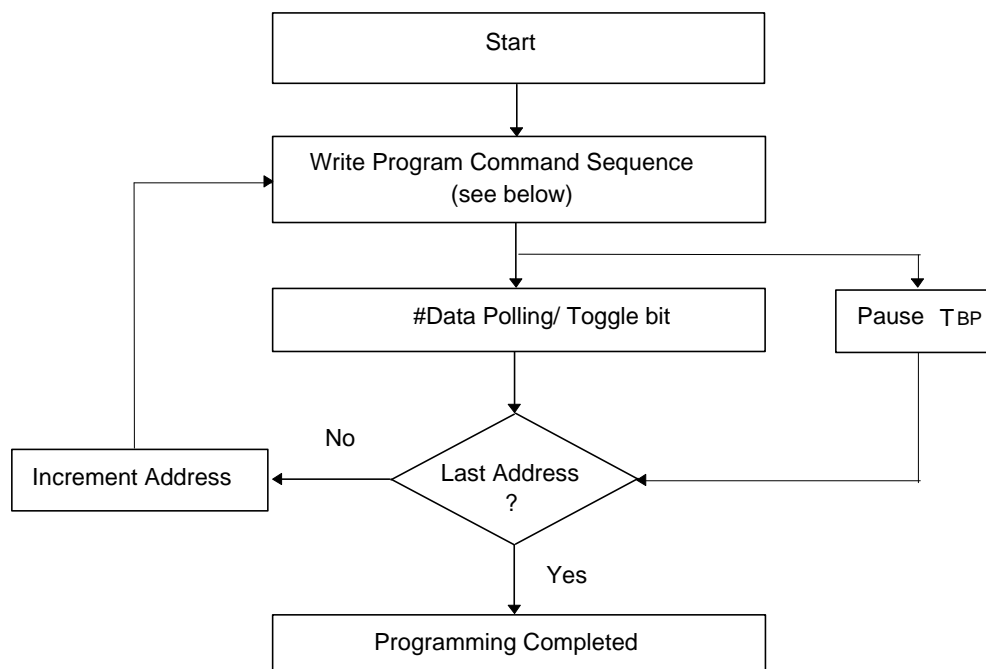 Start
Write Program Command Sequence
(see below)
#Data Polling/ Toggle bit
Pause TBP
No
Increment Address
Last Address
?
Yes
Programming Completed